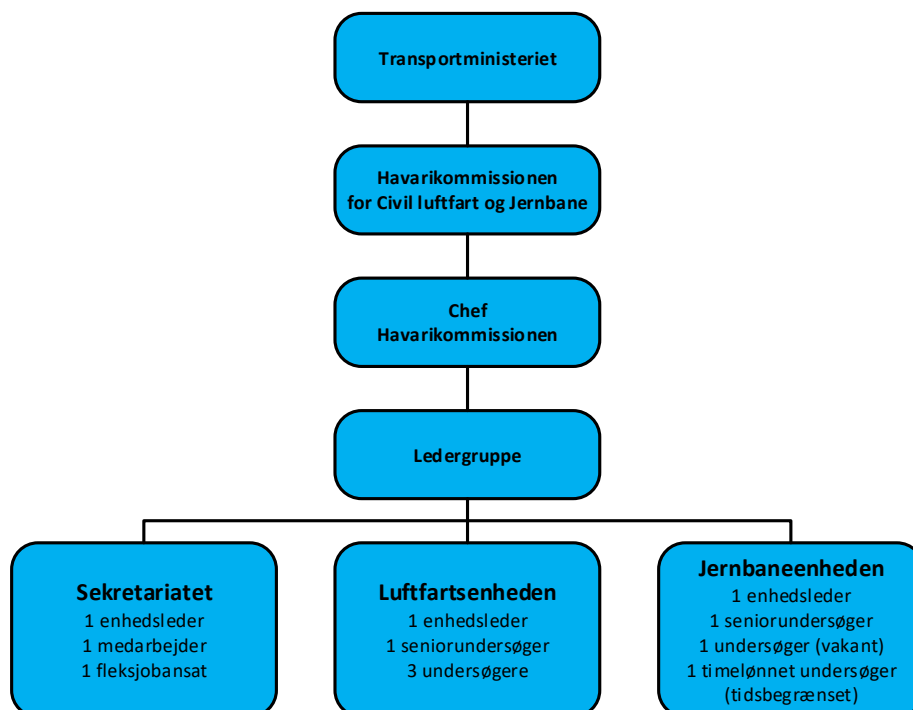 Transportministeriet
Havarikommissionen
for Civil luftfart og Jernbane
Chef
Havarikommissionen
Ledergruppe
Sekretariatet
1 enhedsleder
1 medarbejder
1 fleksjobansat
Luftfartsenheden
1 enhedsleder
1 seniorundersøger
3 undersøgere
Jernbaneenheden
1 enhedsleder
1 seniorundersøger
1 undersøger (vakant)
1 timelønnet undersøger
(tidsbegrænset)